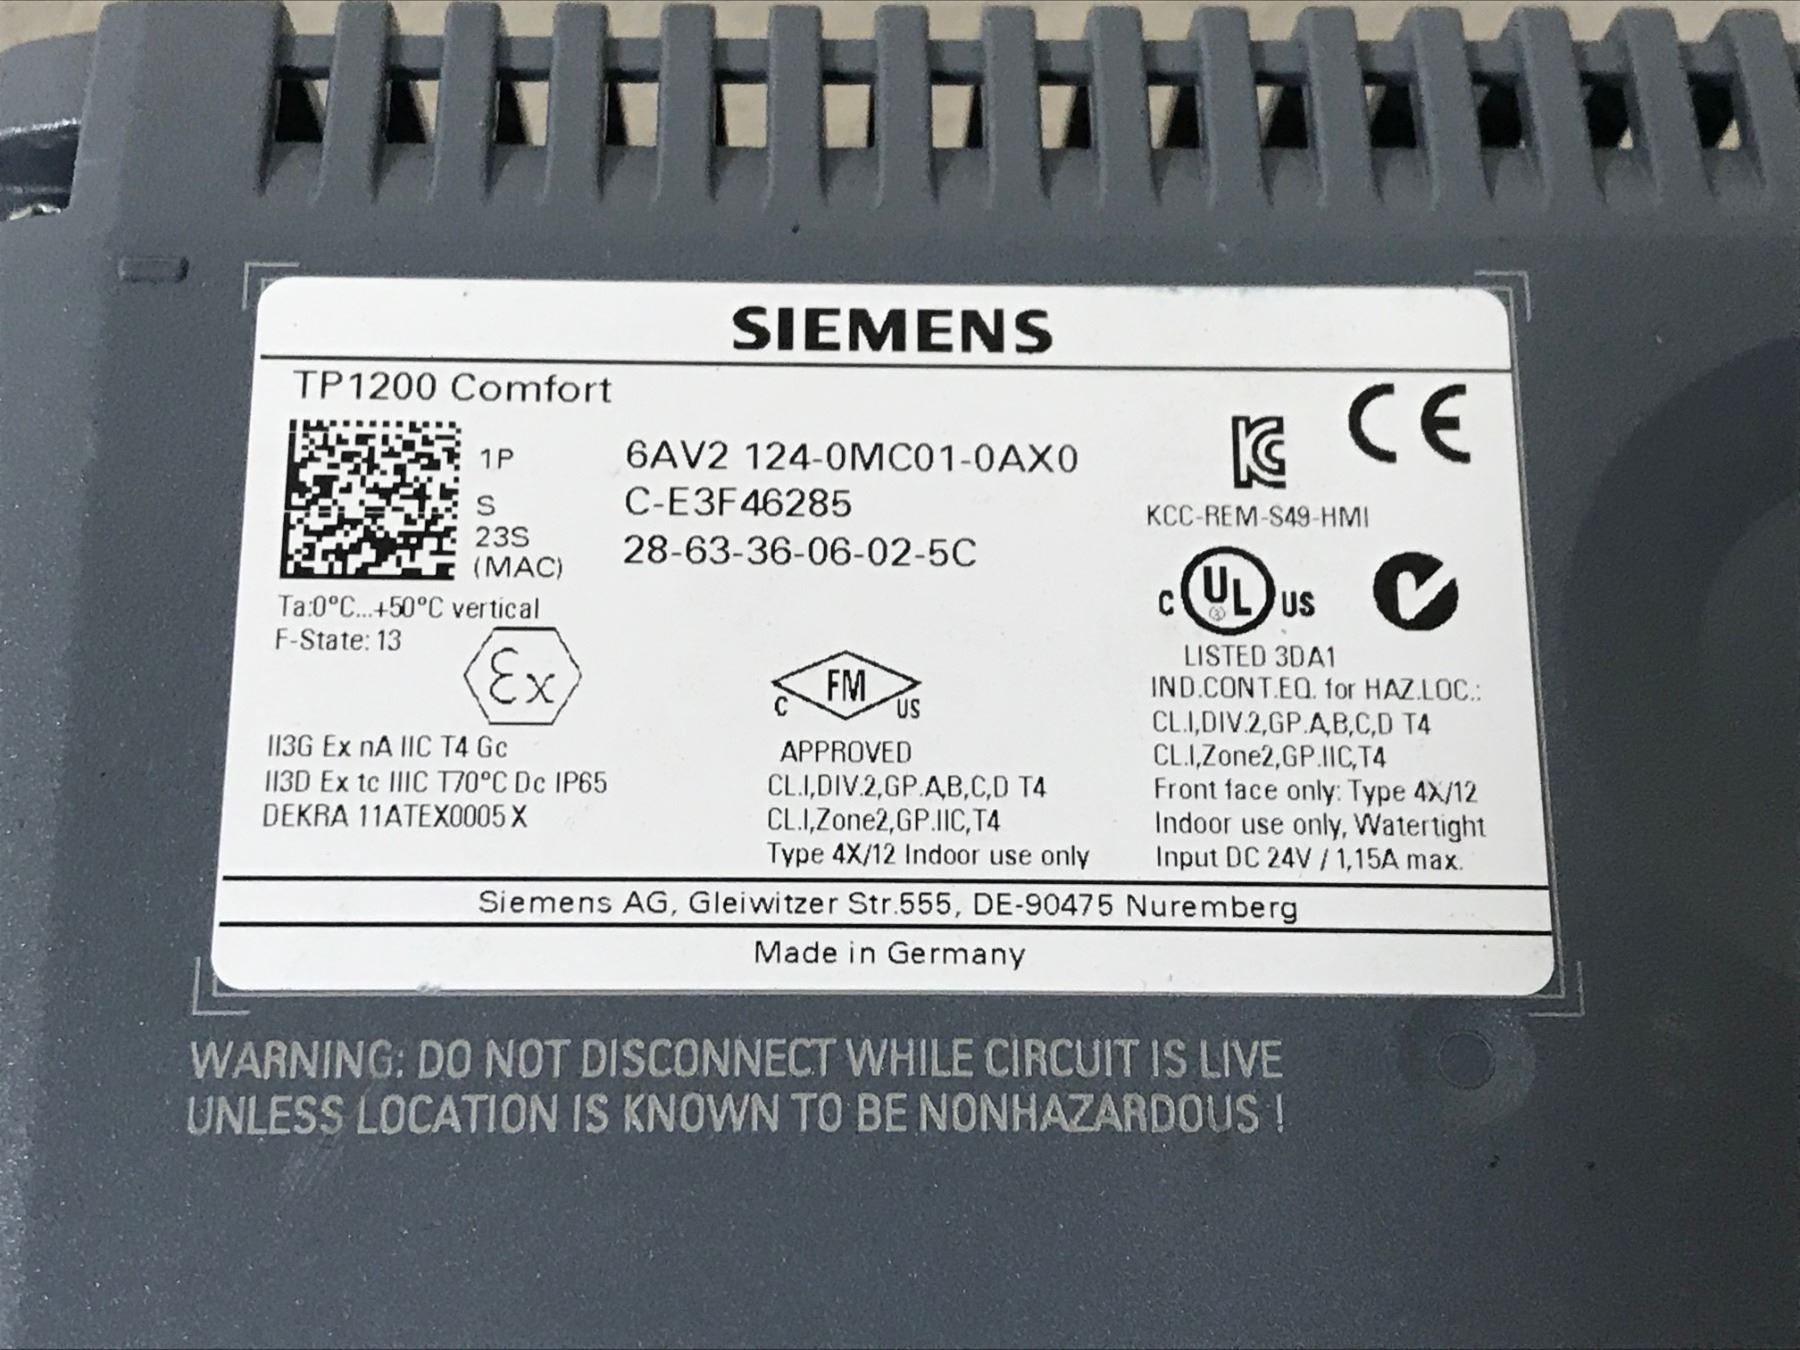 SIEMENS
TP1200 Comfort
1P 6AV2 124-0MC01-0AX0
S C-E3F46285
23S
(MAC) 28-63-36-06-02-5C
Ta:0°C...+50°C vertical
F-State: 13
Ex
II3G Ex nA IIC T4 Gc
II3D Ex tc IIIC T70°C Dc IP65
DEKRA 11ATEX0005 X
C FM US
APPROVED
CL.I,DIV.2,GP.A,B,C,D T4
CL.I,Zone2,GP.IIC,T4
Type 4X/12 Indoor use only
KC CE
KCC-REM-S49-HMI
C UL US
LISTED 3DA1
IND.CONT.EQ. for HAZ.LOC.:
CL.I,DIV.2,GP.A,B,C,D T4
CL.I,Zone2,GP.IIC,T4
Front face only: Type 4X/12
Indoor use only, Watertight
Input DC 24V / 1,15A max.
Siemens AG, Gleiwitzer Str.555, DE-90475 Nuremberg
Made in Germany
WARNING: DO NOT DISCONNECT WHILE CIRCUIT IS LIVE
UNLESS LOCATION IS KNOWN TO BE NONHAZARDOUS !